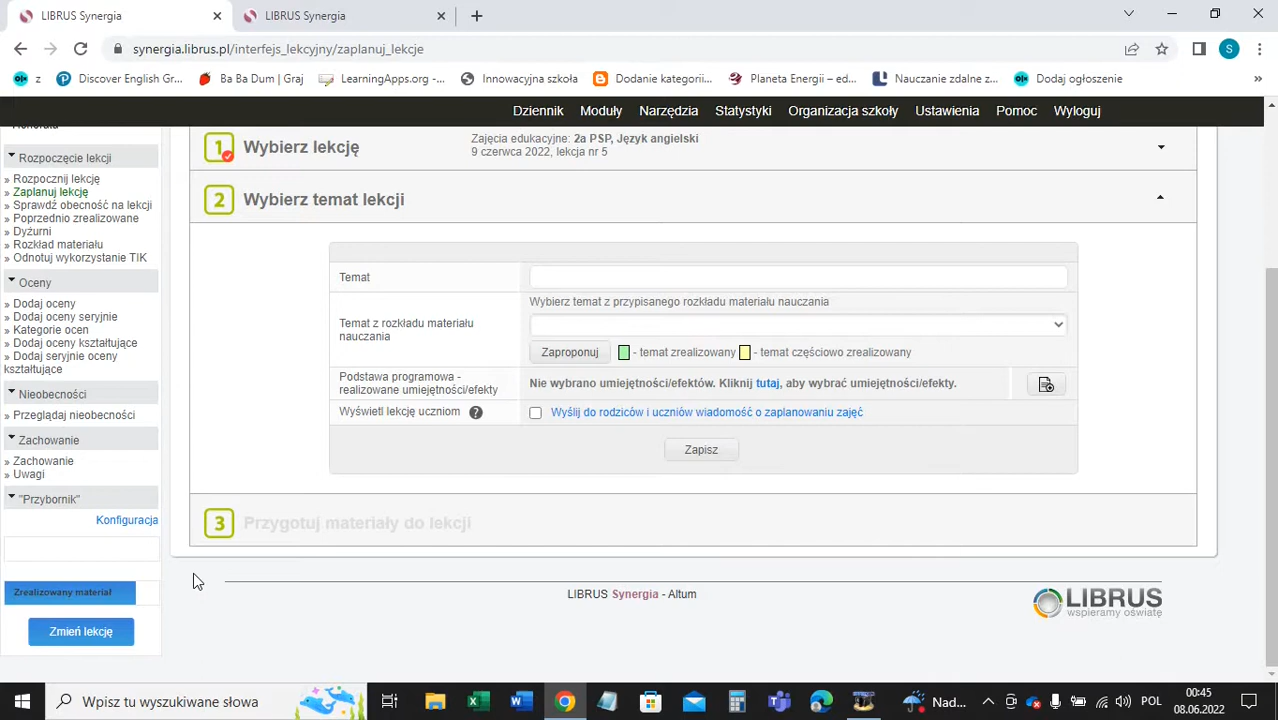 LIBRUS Synergia
LIBRUS Synergia
synergia.librus.pl/interfejs_lekcyjny/zaplanuj_lekcje
S
z
Discover English Gr...
Ba Ba Dum | Graj
LearningApps.org -...
Innowacyjna szkoła
Dodanie kategorii...
Planeta Energii – ed...
Nauczanie zdalne z...
Dodaj ogłoszenie
»
Dziennik Moduły Narzędzia Statystyki Organizacja szkoły Ustawienia Pomoc Wyloguj
Rozpoczęcie lekcji
» Rozpocznij lekcję
» Zaplanuj lekcję
» Sprawdź obecność na lekcji
» Poprzednio zrealizowane
» Dyżurni
» Rozkład materiału
» Odnotuj wykorzystanie TIK
Oceny
» Dodaj oceny
» Dodaj oceny seryjnie
» Kategorie ocen
» Dodaj oceny kształtujące
» Dodaj seryjnie oceny
kształtujące
Nieobecności
» Przeglądaj nieobecności
Zachowanie
» Zachowanie
» Uwagi
"Przybornik"
Konfiguracja
Zrealizowany materiał
Zmień lekcję
1 Wybierz lekcję
Zajęcia edukacyjne: 2a PSP, Język angielski
9 czerwca 2022, lekcja nr 5
2 Wybierz temat lekcji
Temat
Wybierz temat z przypisanego rozkładu materiału nauczania
Temat z rozkładu materiału
nauczania
Zaproponuj - temat zrealizowany - temat częściowo zrealizowany
Podstawa programowa -
realizowane umiejętności/efekty
Nie wybrano umiejętności/efektów. Kliknij tutaj, aby wybrać umiejętności/efekty.
Wyświetl lekcję uczniom ? Wyślij do rodziców i uczniów wiadomość o zaplanowaniu zajęć
Zapisz
3 Przygotuj materiały do lekcji
LIBRUS Synergia - Altum
LIBRUS
wspieramy oświatę
Wpisz tu wyszukiwane słowa
Nad...
POL
00:45
08.06.2022